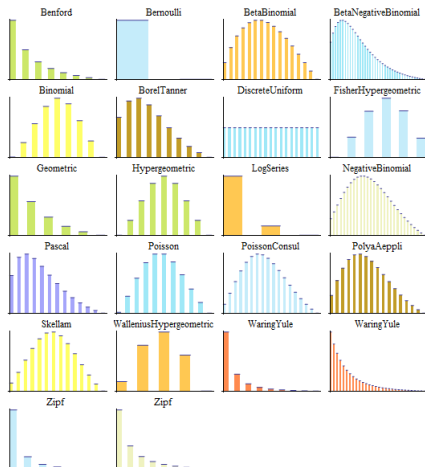 Benford Bernoulli BetaBinomial BetaNegativeBinomial
Binomial BorelTanner DiscreteUniform FisherHypergeometric
Geometric Hypergeometric LogSeries NegativeBinomial
Pascal Poisson PoissonConsul PolyaAeppli
Skellam WalleniusHypergeometric WaringYule WaringYule
Zipf Zipf